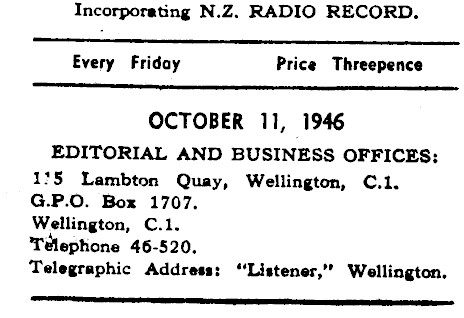 Incorporating N.Z. RADIO RECORD.
Every Friday Price Threepence
OCTOBER 11, 1946
EDITORIAL AND BUSINESS OFFICES:
Lambton Quay, Wellington, C.1.
G.P.O. Box 1707.
Wellington, C.1.
Telephone 46-520.
Telegraphic Address: "Listener," Wellington.